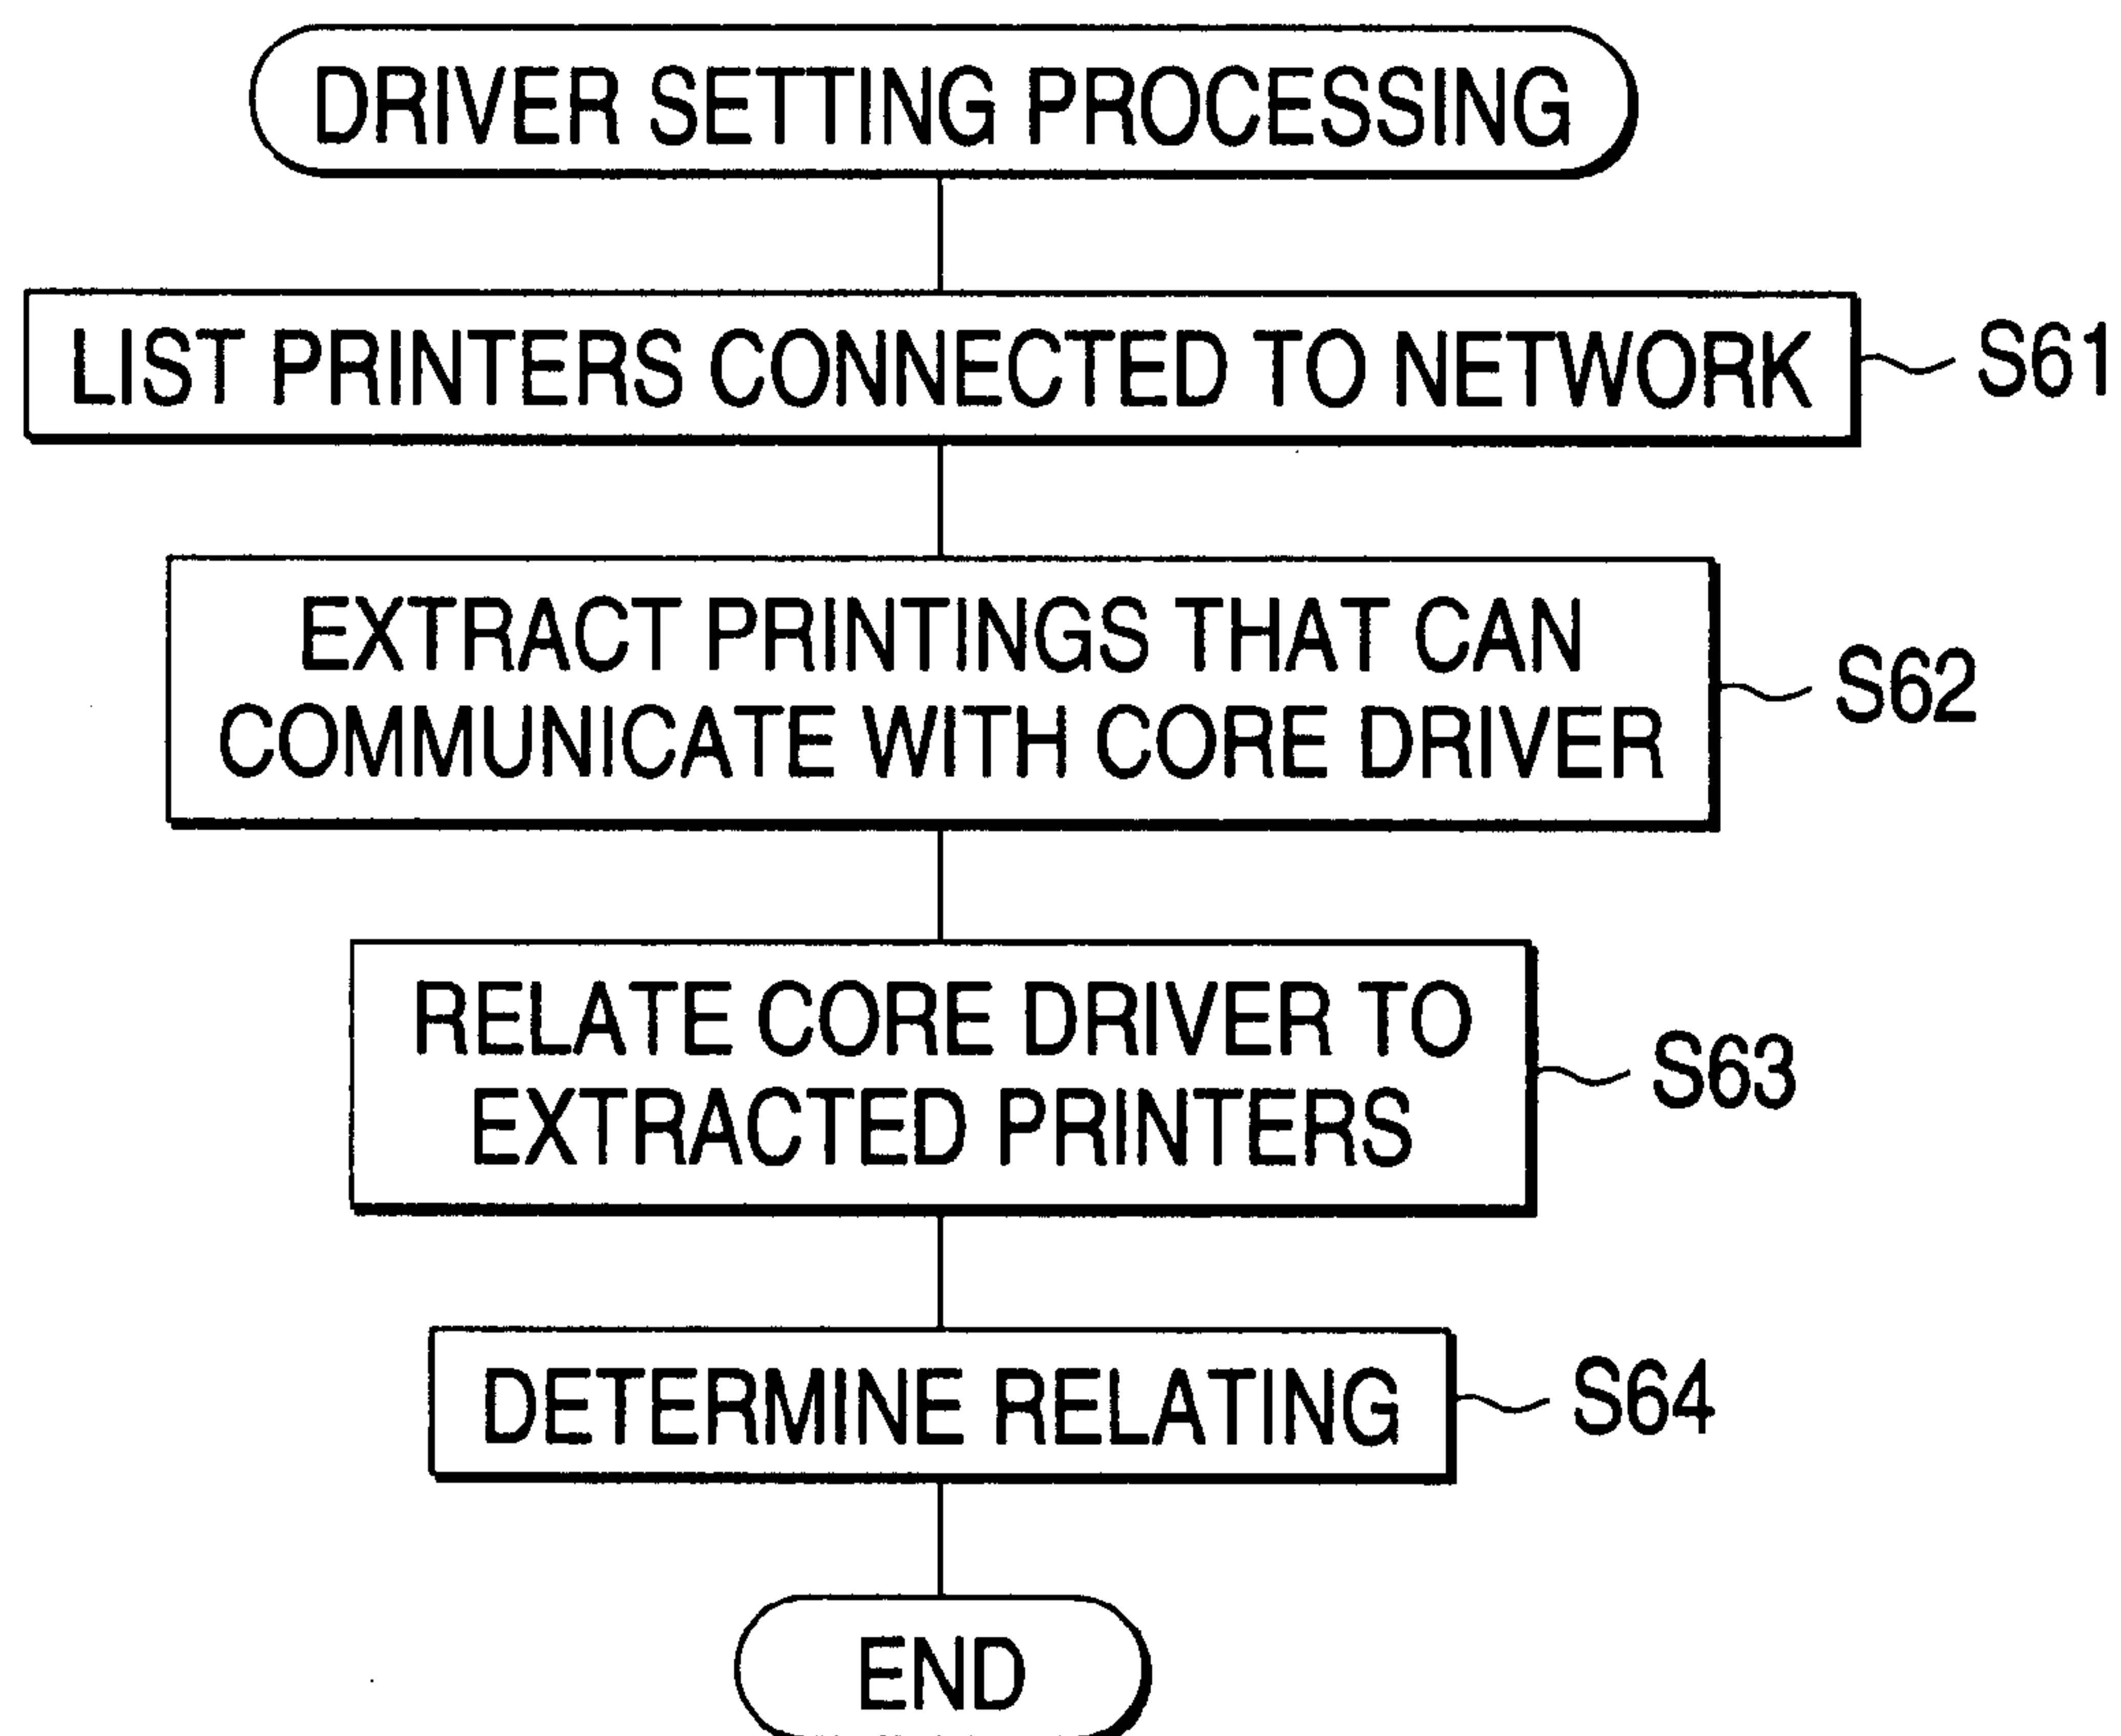 DRIVER SETTING PROCESSING
LIST PRINTERS CONNECTED TO NETWORK
S61
EXTRACT PRINTINGS THAT CAN
COMMUNICATE WITH CORE DRIVER
S62
RELATE CORE DRIVER TO
EXTRACTED PRINTERS
S63
DETERMINE RELATING
S64
END